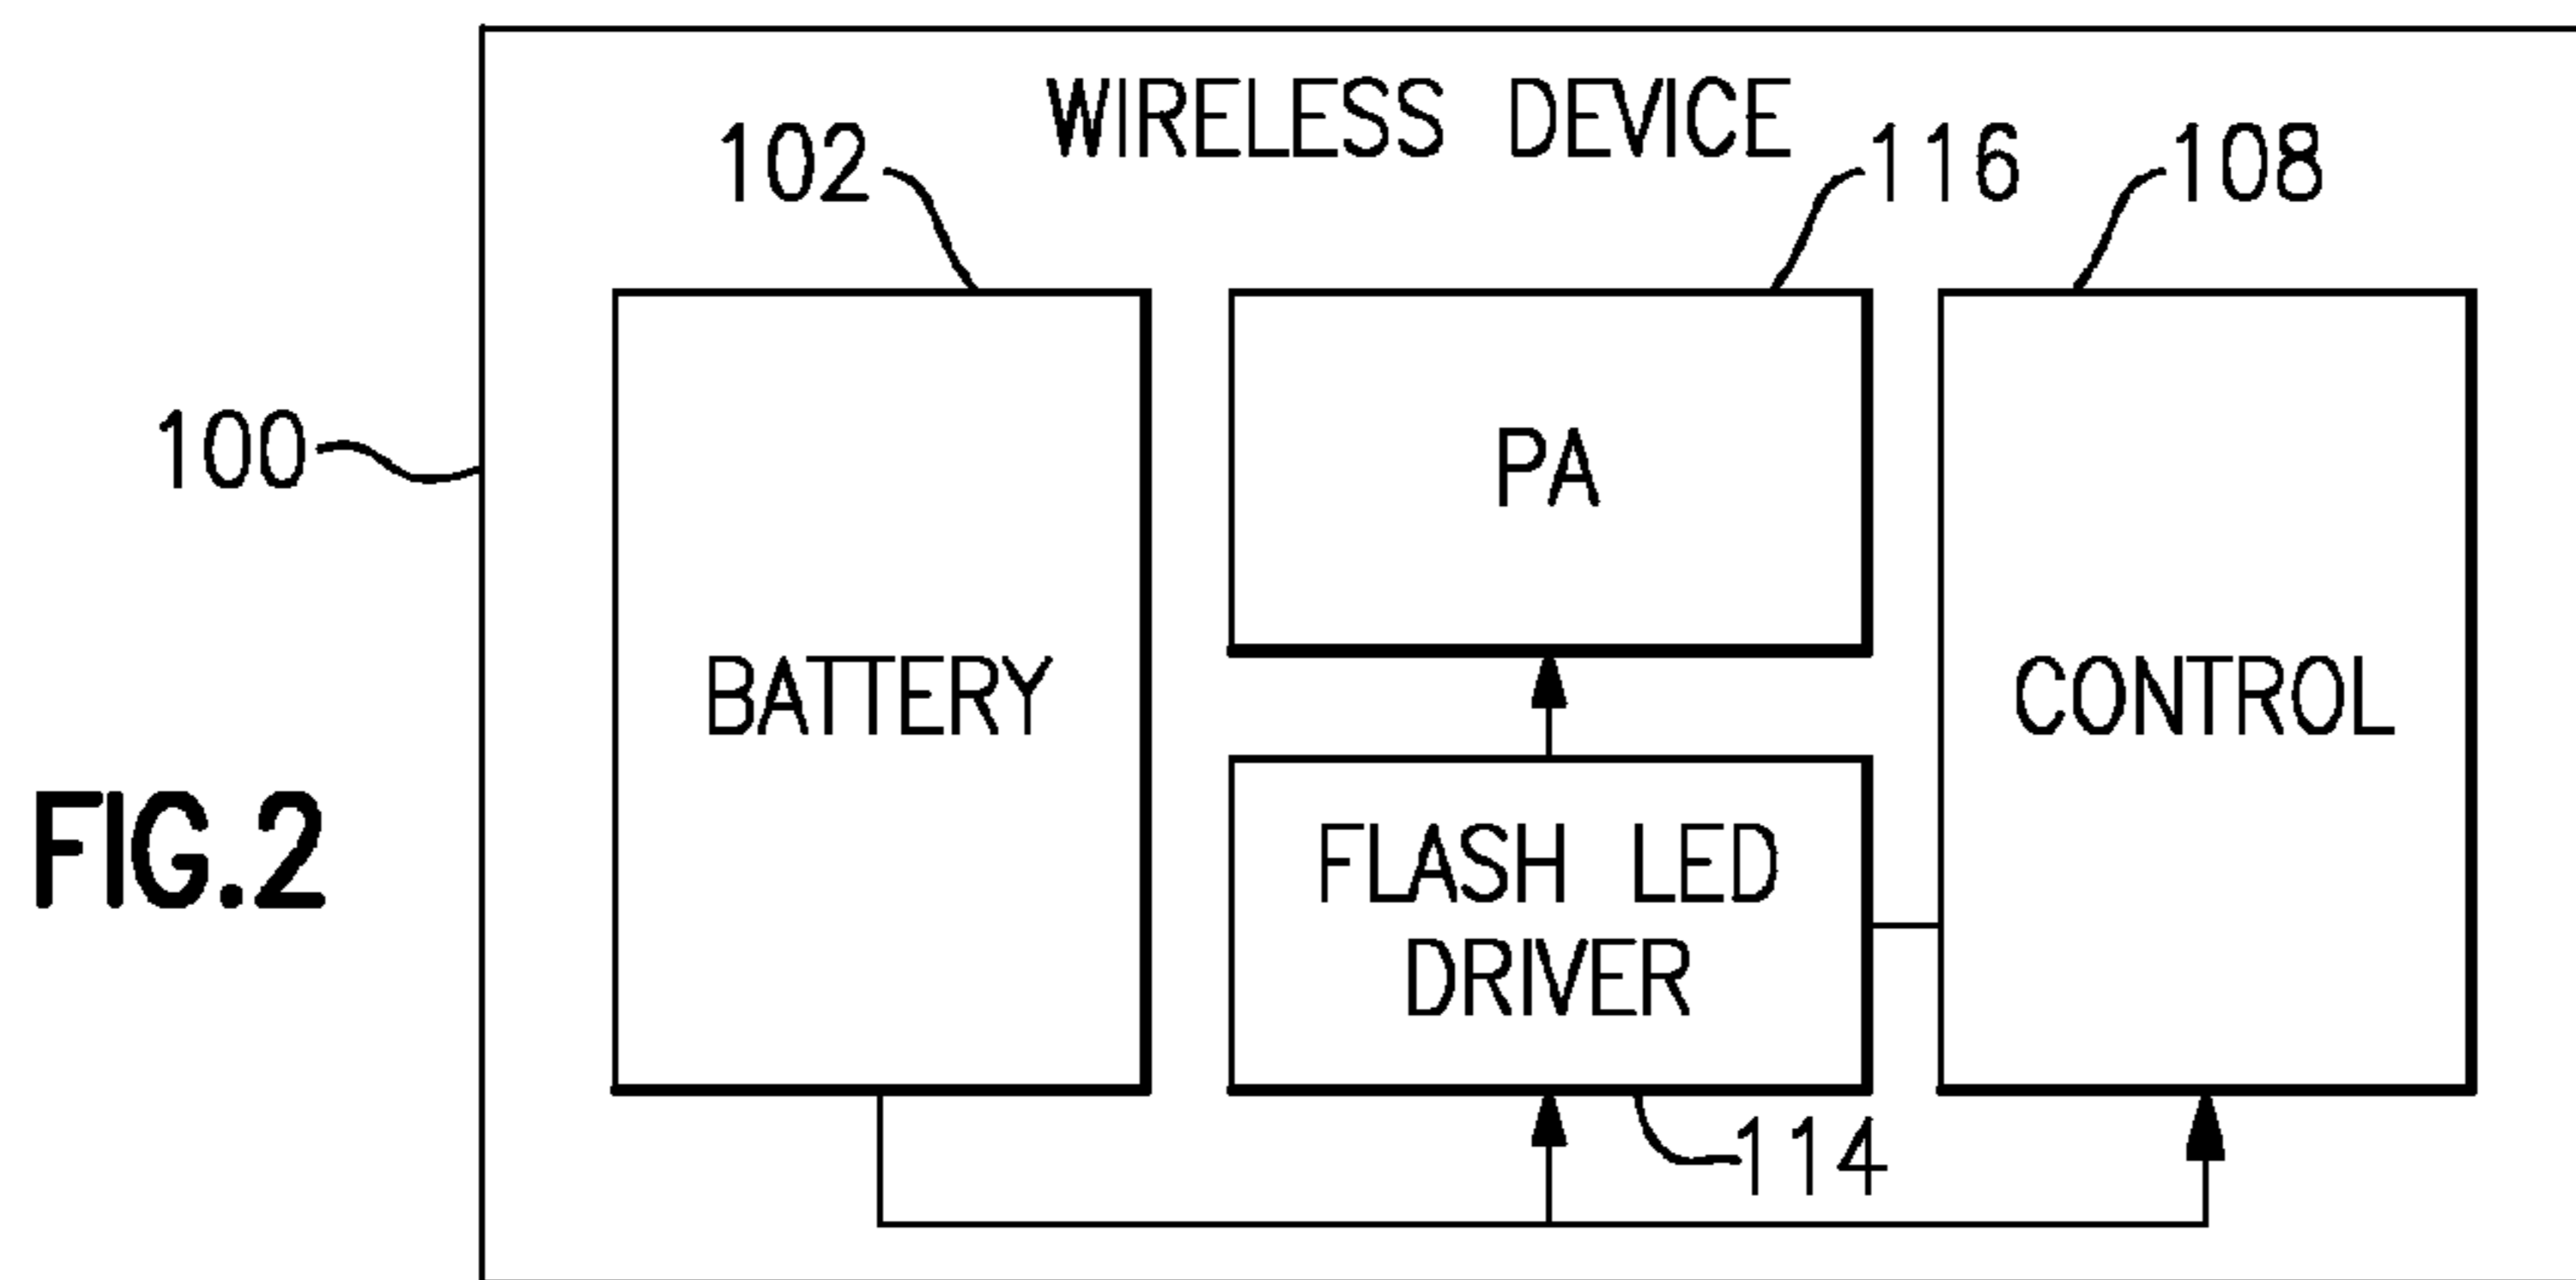 WIRELESS DEVICE
102
116
108
100
PA
BATTERY
CONTROL
FLASH LED
DRIVER
FIG.2
114